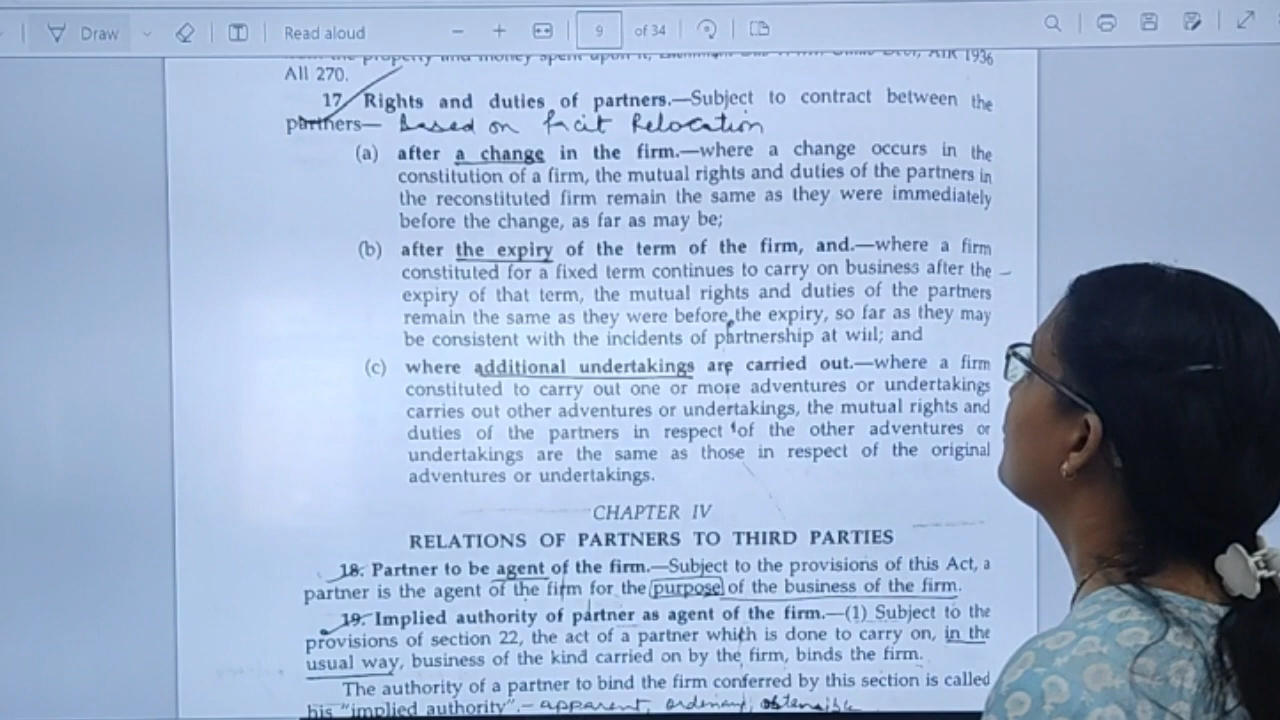 Draw
Read aloud
9
of 34
AIR 1936
All 270.
17. Rights and duties of partners.—Subject to contract between the
partners— Based on
(a) after a change in the firm.—where a change occurs in the
constitution of a firm, the mutual rights and duties of the partners in
the reconstituted firm remain the same as they were immediately
before the change, as far as may be;
(b) after the expiry of the term of the firm, and.—where a firm
constituted for a fixed term continues to carry on business after the
expiry of that term, the mutual rights and duties of the partners
remain the same as they were before the expiry, so far as they may
be consistent with the incidents of partnership at will; and
(c) where additional undertakings are carried out.—where a firm
constituted to carry out one or more adventures or undertakings
carries out other adventures or undertakings, the mutual rights and
duties of the partners in respect of the other adventures or
undertakings are the same as those in respect of the original
adventures or undertakings.
CHAPTER IV
RELATIONS OF PARTNERS TO THIRD PARTIES
18. Partner to be agent of the firm.—Subject to the provisions of this Act, a
partner is the agent of the firm for the purpose of the business of the firm.
19. Implied authority of partner as agent of the firm.—(1) Subject to the
provisions of section 22, the act of a partner which is done to carry on, in the
usual way, business of the kind carried on by the firm, binds the firm.
The authority of a partner to bind the firm conferred by this section is called
his "implied authority".— apparent, ordinary, ostensible